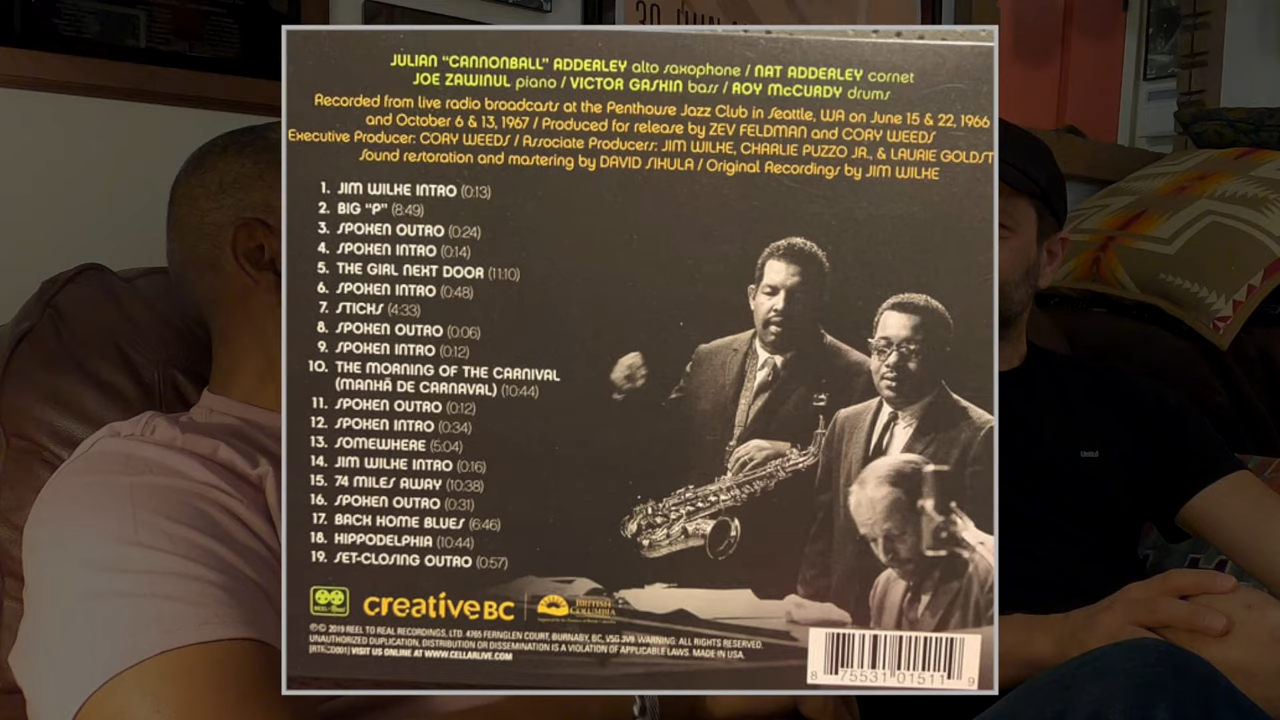 30 JUIN
JULIAN “CANNONBALL” ADDERLEY alto saxophone / NAT ADDERLEY cornet
JOE ZAWINUL piano / VICTOR GASKIN bass / ROY McCURDY drums
Recorded from live radio broadcasts at the Penthouse Jazz Club in Seattle, WA on June 15 & 22, 1966
and October 6 & 13, 1967 / Produced for release by ZEV FELDMAN and CORY WEEDS
Executive Producer: CORY WEEDS / Associate Producers: JIM WILKE, CHARLIE PUZZO JR., & LAURIE GOLDST
Sound restoration and mastering by DAVID SIKULA / Original Recordings by JIM WILKE
1. JIM WILKE INTRO (0:13)
2. BIG “P” (8:49)
3. SPOKEN OUTRO (0:24)
4. SPOKEN INTRO (0:14)
5. THE GIRL NEXT DOOR (11:10)
6. SPOKEN INTRO (0:48)
7. STICKS (4:33)
8. SPOKEN OUTRO (0:06)
9. SPOKEN INTRO (0:12)
10. THE MORNING OF THE CARNIVAL
(MANHÃ DE CARNAVAL) (10:44)
11. SPOKEN OUTRO (0:12)
12. SPOKEN INTRO (0:34)
13. SOMEWHERE (5:04)
14. JIM WILKE INTRO (0:16)
15. 74 MILES AWAY (10:38)
16. SPOKEN OUTRO (0:31)
17. BACK HOME BLUES (6:46)
18. HIPPODELPHIA (10:44)
19. SET-CLOSING OUTRO (0:57)
creativeBC
BRITISH
COLUMBIA
℗© 2019 REEL TO REAL RECORDINGS, LTD. 4765 FERNGLEN COURT, BURNABY, BC, V5G 3V9. WARNING: ALL RIGHTS RESERVED.
UNAUTHORIZED DUPLICATION, DISTRIBUTION OR DISSEMINATION IS A VIOLATION OF APPLICABLE LAWS. MADE IN USA.
VISIT US ONLINE AT WWW.CELLARLIVE.COM
8 75531 01511 9